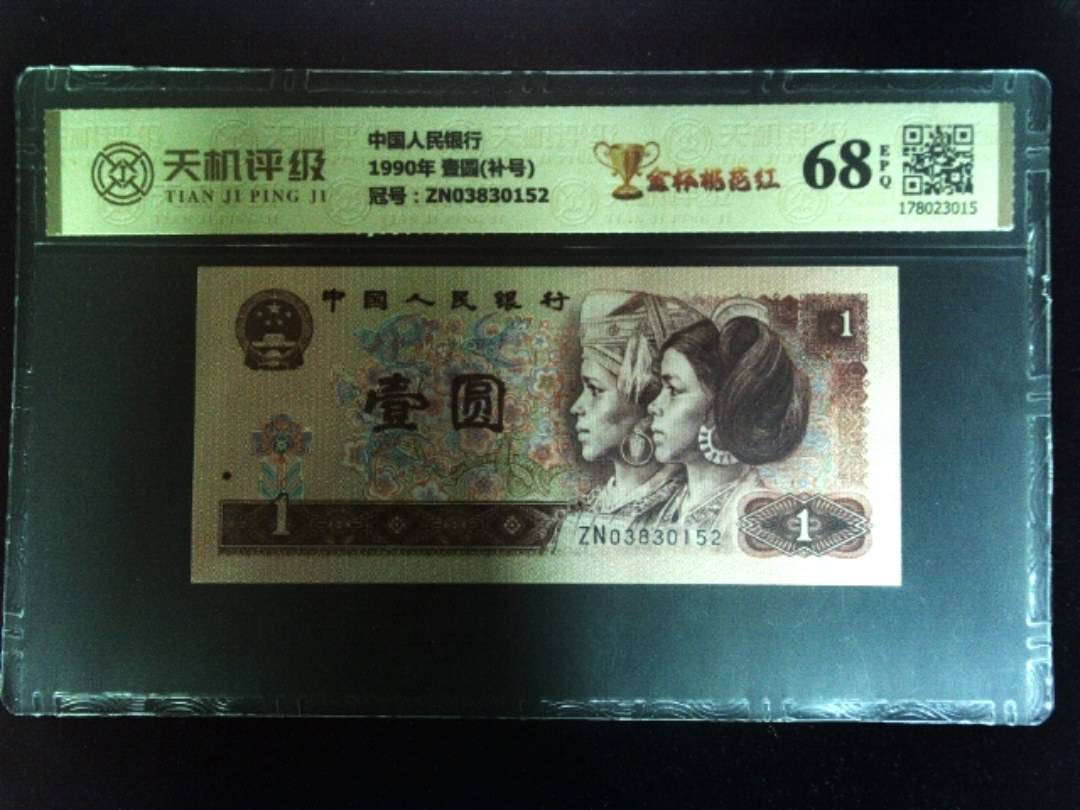 天机评级
TIAN JI PING JI
中国人民银行
1990年 壹圆(补号)
冠号：ZN03830152
金杯桃花红
68
EPQ
178023015
中国人民银行
壹圆
1
1
ZN03830152
1